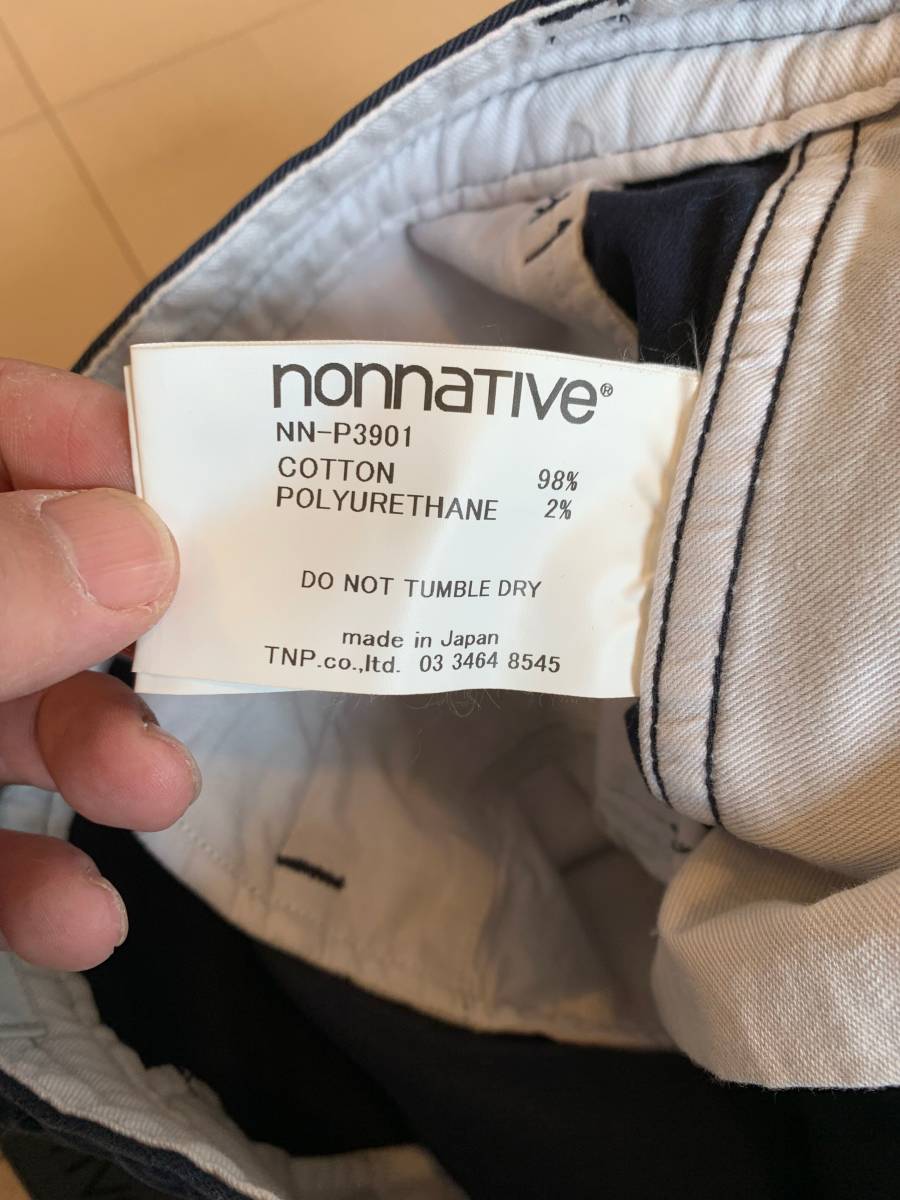 nonnaTIVe®
NN-P3901
COTTON 98%
POLYURETHANE 2%
DO NOT TUMBLE DRY
made in Japan
TNP.co.,ltd. 03 3464 8545